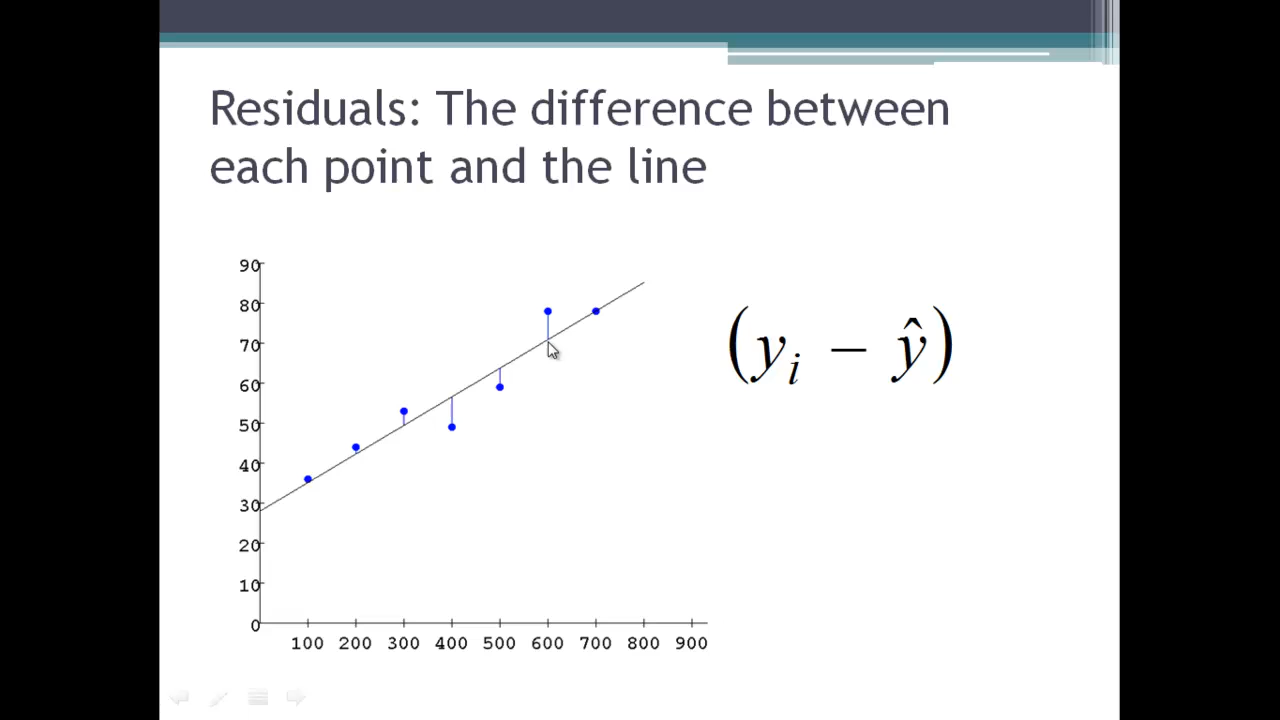 Residuals: The difference between
each point and the line
90
80
70
60
50
40
30
20
10
0
100 200 300 400 500 600 700 800 900
(yᵢ − ŷ)